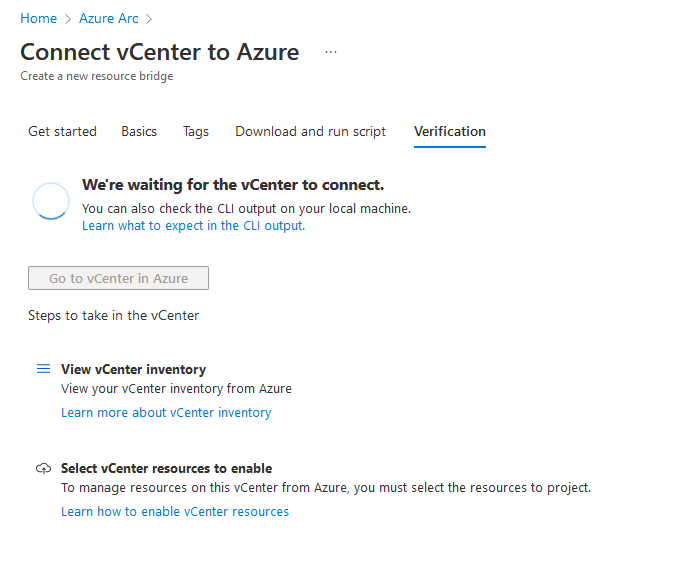 Home > Azure Arc >
Connect vCenter to Azure ...
Create a new resource bridge
Get started Basics Tags Download and run script Verification
We're waiting for the vCenter to connect.
You can also check the CLI output on your local machine.
Learn what to expect in the CLI output.
Go to vCenter in Azure
Steps to take in the vCenter
View vCenter inventory
View your vCenter inventory from Azure
Learn more about vCenter inventory
Select vCenter resources to enable
To manage resources on this vCenter from Azure, you must select the resources to project.
Learn how to enable vCenter resources